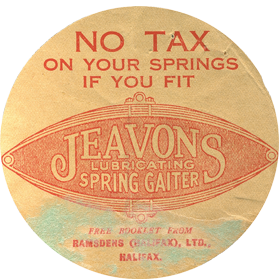 NO TAX
ON YOUR SPRINGS
IF YOU FIT
JEAVONS
LUBRICATING
SPRING GAITER
FREE BOOKLET FROM
RAMSDENS (HALIFAX), LTD.,
HALIFAX.